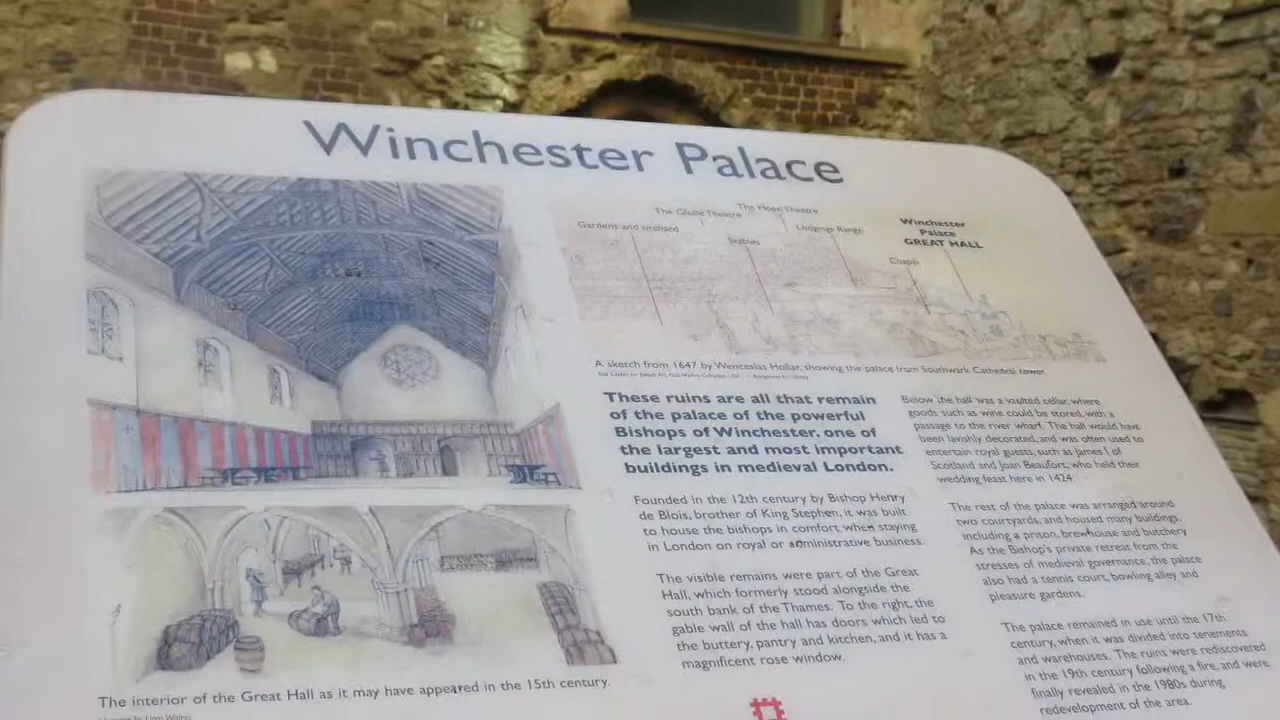 Winchester Palace
The Globe Theatre
The Hope Theatre
Gardens and orchard
Stables
Lodgings Range
Winchester
Palace
GREAT HALL
Chapel
A sketch from 1647 by Wenceslas Hollar, showing the palace from Southwark Cathedral tower.
These ruins are all that remain
of the palace of the powerful
Bishops of Winchester, one of
the largest and most important
buildings in medieval London.
Founded in the 12th century by Bishop Henry
de Blois, brother of King Stephen, it was built
to house the bishops in comfort when staying
in London on royal or administrative business.
The visible remains were part of the Great
Hall, which formerly stood alongside the
south bank of the Thames. To the right, the
gable wall of the hall has doors which led to
the buttery, pantry and kitchen, and it has a
magnificent rose window.
Below the hall was a vaulted cellar, where
goods such as wine could be stored, with a
passage to the river wharf. The hall would have
been lavishly decorated, and was often used to
entertain royal guests, such as James I of
Scotland and Joan Beaufort, who held their
wedding feast here in 1424.
The rest of the palace was arranged around
two courtyards, and housed many buildings,
including a prison, brewhouse and butchery
As the Bishop's private retreat from the
stresses of medieval governance, the palace
also had a tennis court, bowling alley and
pleasure gardens.
The palace remained in use until the 17th
century, when it was divided into tenements
and warehouses. The ruins were rediscovered
in the 19th century following a fire, and were
finally revealed in the 1980s during
redevelopment of the area.
The interior of the Great Hall as it may have appeared in the 15th century.